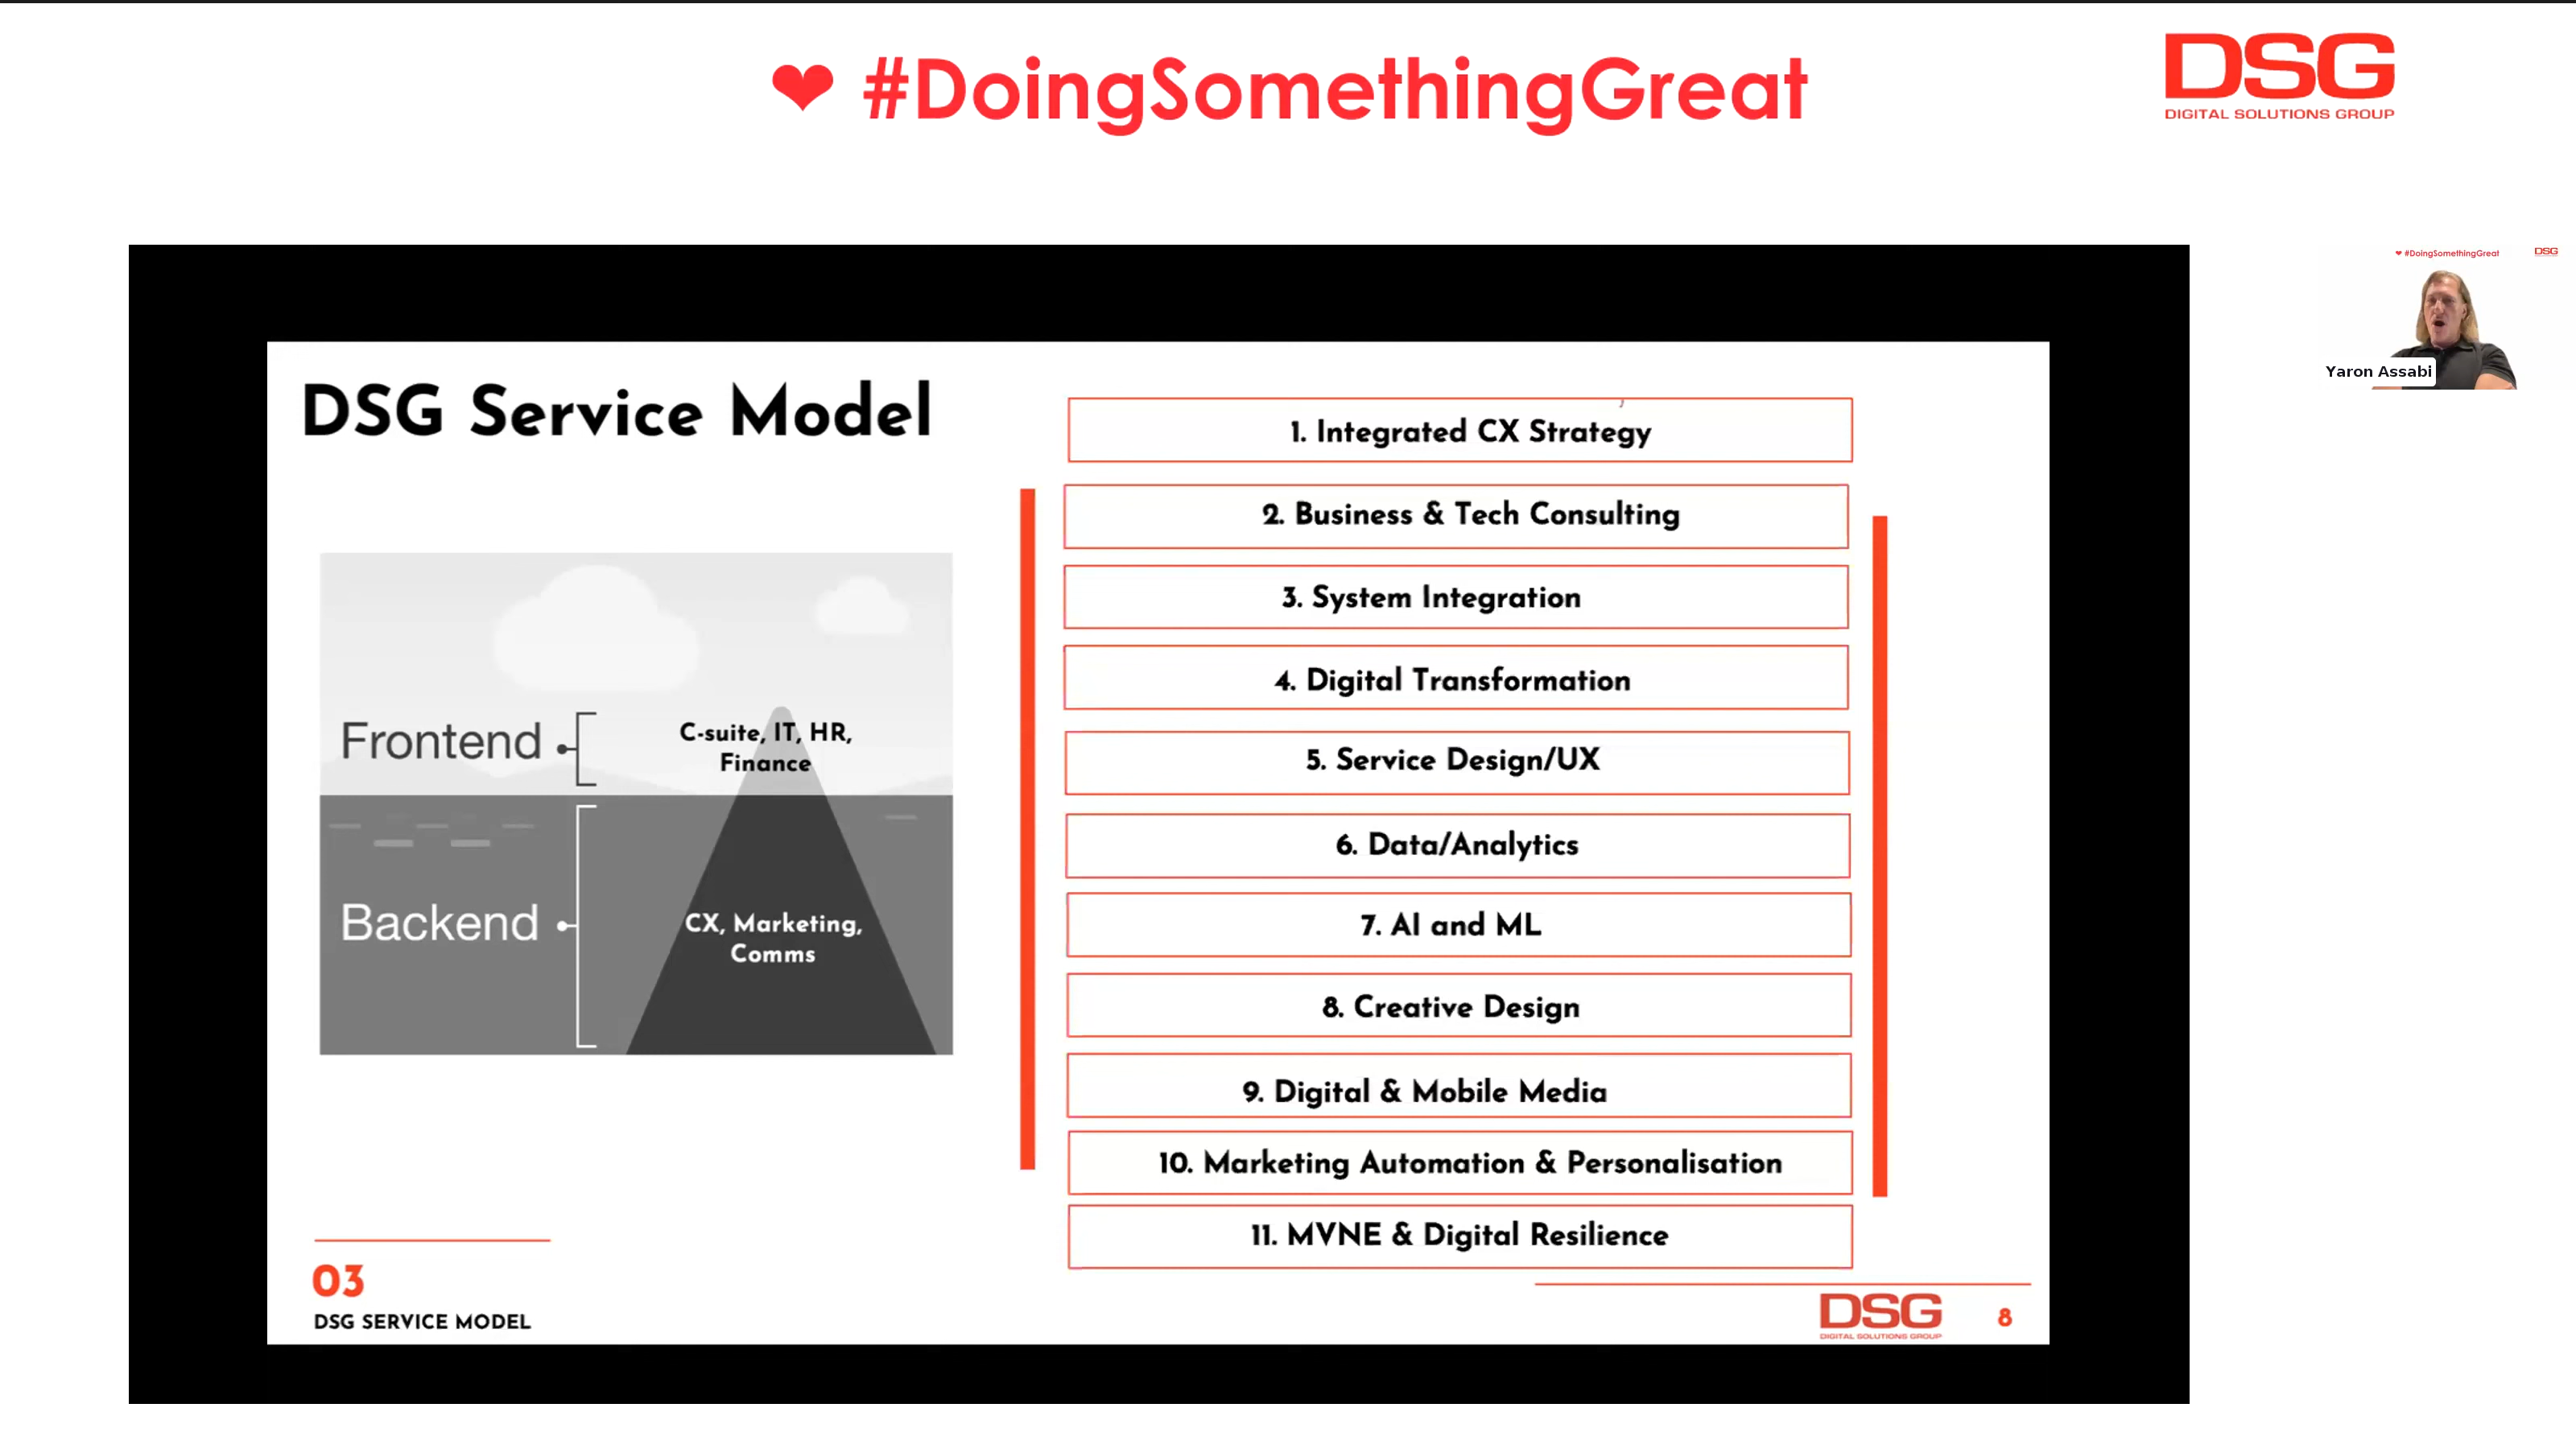 ❤ #DoingSomethingGreat
DSG
DIGITAL SOLUTIONS GROUP
❤ #DoingSomethingGreat
DSG
Yaron Assabi
DSG Service Model
Frontend
C-suite, IT, HR,
Finance
Backend
CX, Marketing,
Comms
1. Integrated CX Strategy
2. Business & Tech Consulting
3. System Integration
4. Digital Transformation
5. Service Design/UX
6. Data/Analytics
7. AI and ML
8. Creative Design
9. Digital & Mobile Media
10. Marketing Automation & Personalisation
11. MVNE & Digital Resilience
03
DSG SERVICE MODEL
DSG
DIGITAL SOLUTIONS GROUP
8